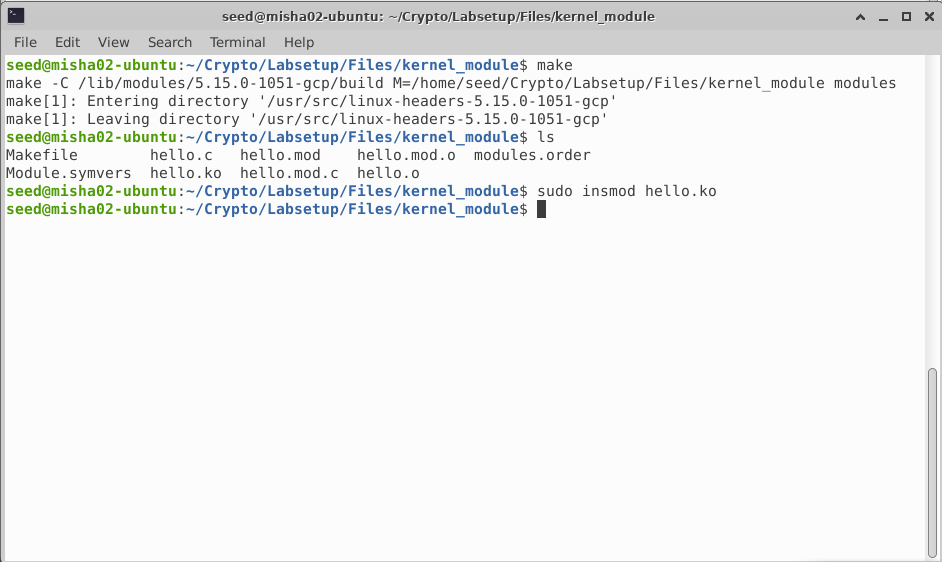 seed@misha02-ubuntu: ~/Crypto/Labsetup/Files/kernel_module
File Edit View Search Terminal Help
seed@misha02-ubuntu:~/Crypto/Labsetup/Files/kernel_module$ make
make -C /lib/modules/5.15.0-1051-gcp/build M=/home/seed/Crypto/Labsetup/Files/kernel_module modules
make[1]: Entering directory '/usr/src/linux-headers-5.15.0-1051-gcp'
make[1]: Leaving directory '/usr/src/linux-headers-5.15.0-1051-gcp'
seed@misha02-ubuntu:~/Crypto/Labsetup/Files/kernel_module$ ls
Makefile        hello.c   hello.mod    hello.mod.o  modules.order
Module.symvers  hello.ko  hello.mod.c  hello.o
seed@misha02-ubuntu:~/Crypto/Labsetup/Files/kernel_module$ sudo insmod hello.ko
seed@misha02-ubuntu:~/Crypto/Labsetup/Files/kernel_module$